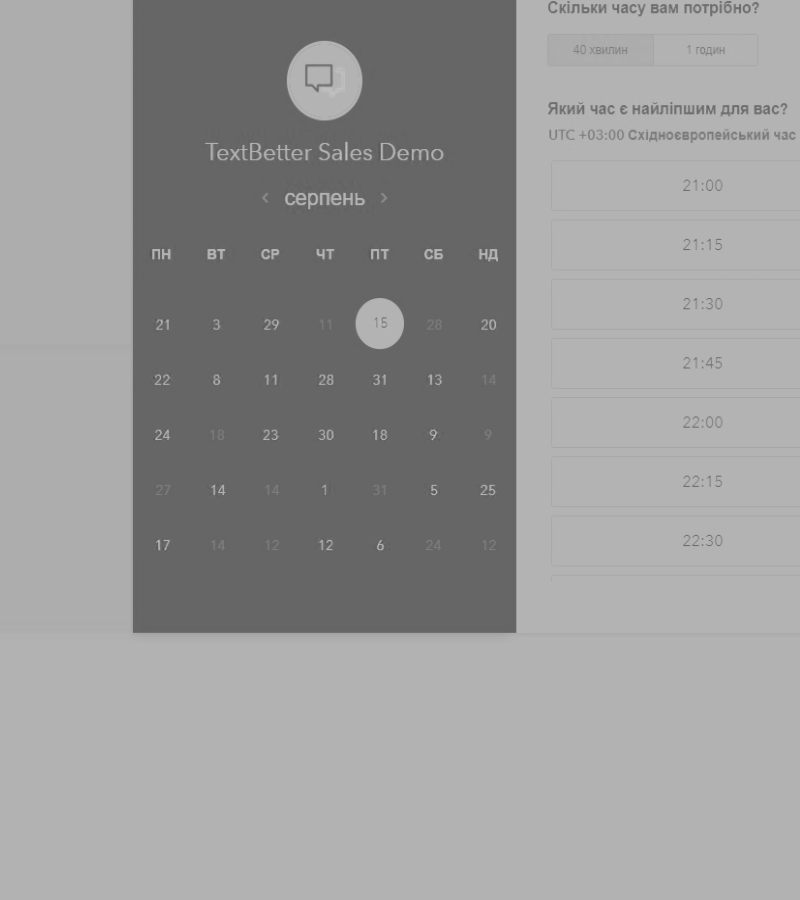 Скільки часу вам потрібно?
40 хвилин 1 годин
TextBetter Sales Demo
серпень
ПН ВТ СР ЧТ ПТ СБ НД
21 3 29 11 15 28 20
22 8 11 28 31 13 14
24 18 23 30 18 9 9
27 14 14 1 31 5 25
17 14 12 12 6 24 12
Який час є найліпшим для вас?
UTC +03:00 Східноєвропейський час
21:00
21:15
21:30
21:45
22:00
22:15
22:30